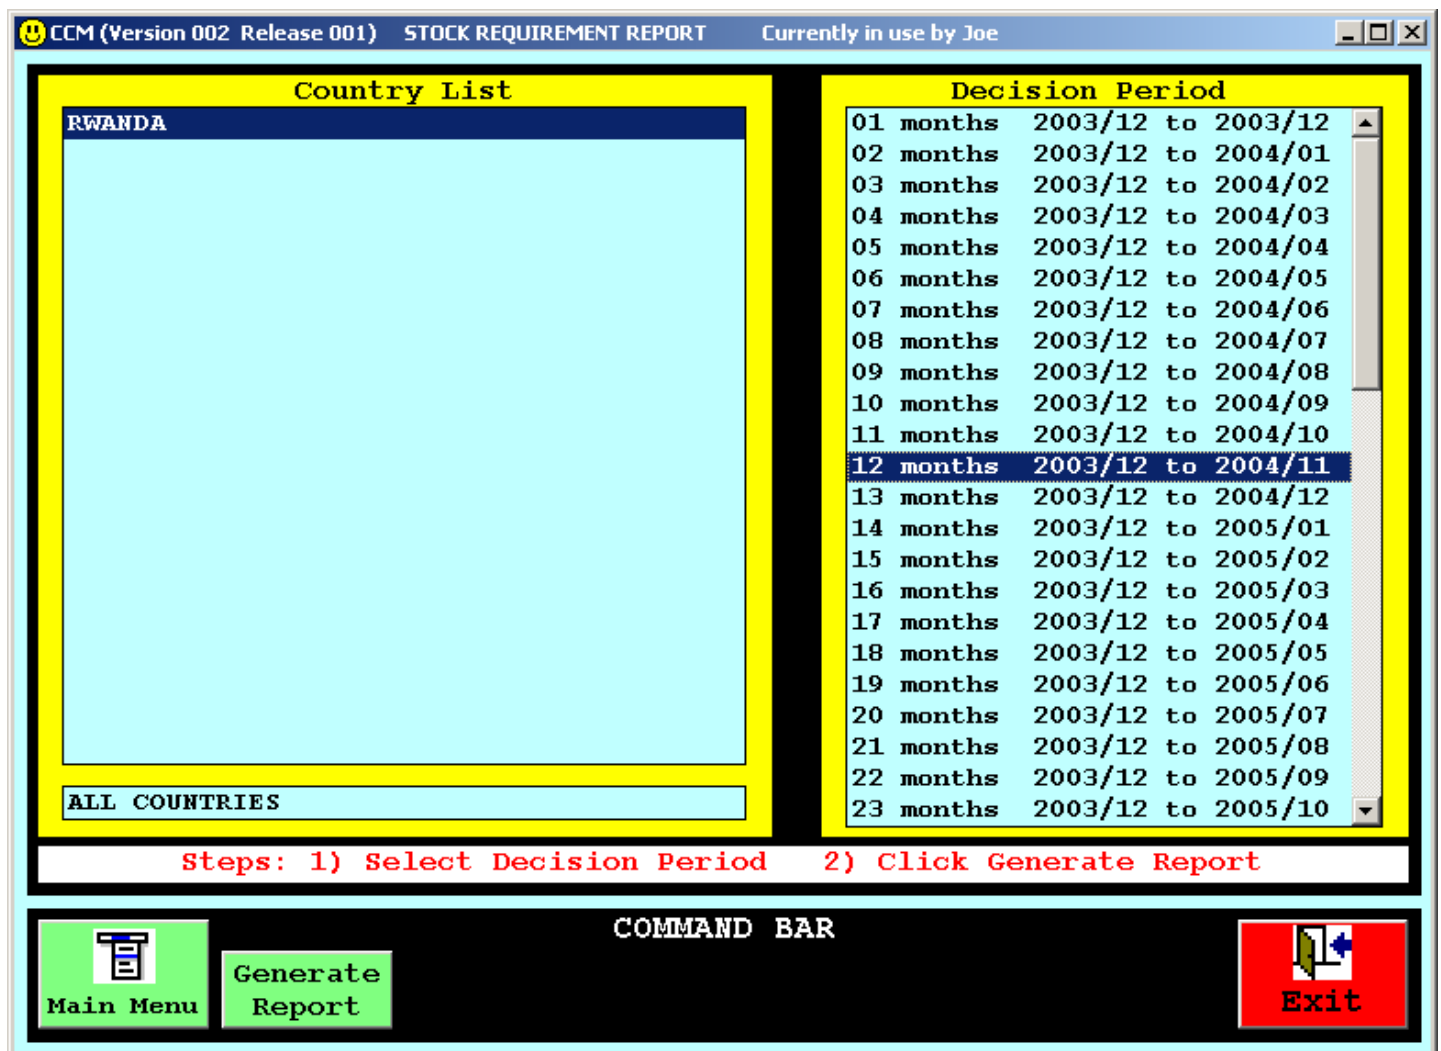 CCM (Version 002 Release 001) STOCK REQUIREMENT REPORT Currently in use by Joe
Country List
RWANDA
ALL COUNTRIES
Decision Period
01 months 2003/12 to 2003/12
02 months 2003/12 to 2004/01
03 months 2003/12 to 2004/02
04 months 2003/12 to 2004/03
05 months 2003/12 to 2004/04
06 months 2003/12 to 2004/05
07 months 2003/12 to 2004/06
08 months 2003/12 to 2004/07
09 months 2003/12 to 2004/08
10 months 2003/12 to 2004/09
11 months 2003/12 to 2004/10
12 months 2003/12 to 2004/11
13 months 2003/12 to 2004/12
14 months 2003/12 to 2005/01
15 months 2003/12 to 2005/02
16 months 2003/12 to 2005/03
17 months 2003/12 to 2005/04
18 months 2003/12 to 2005/05
19 months 2003/12 to 2005/06
20 months 2003/12 to 2005/07
21 months 2003/12 to 2005/08
22 months 2003/12 to 2005/09
23 months 2003/12 to 2005/10
Steps: 1) Select Decision Period 2) Click Generate Report
COMMAND BAR
Main Menu
Generate
Report
Exit